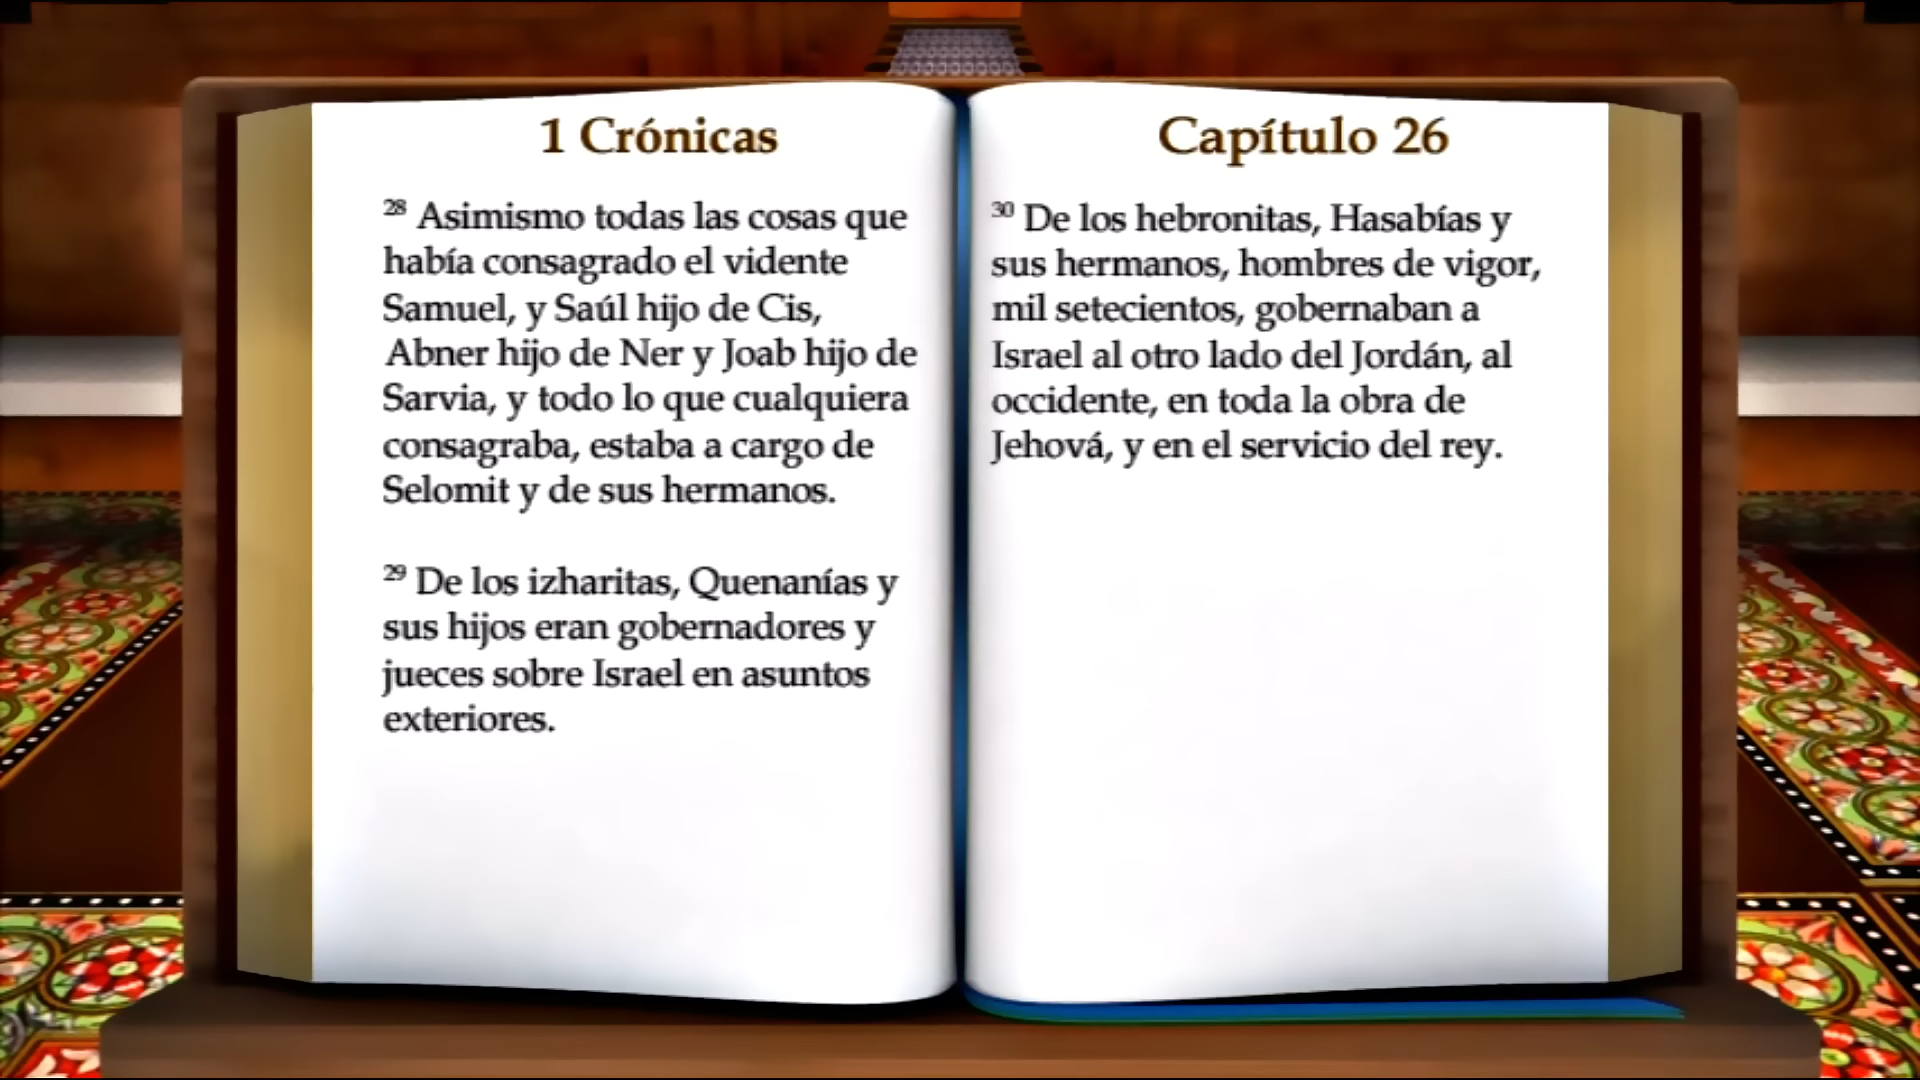 1 Crónicas
28 Asimismo todas las cosas que
había consagrado el vidente
Samuel, y Saúl hijo de Cis,
Abner hijo de Ner y Joab hijo de
Sarvia, y todo lo que cualquiera
consagraba, estaba a cargo de
Selomit y de sus hermanos.
29 De los izharitas, Quenanías y
sus hijos eran gobernadores y
jueces sobre Israel en asuntos
exteriores.
Capítulo 26
30 De los hebronitas, Hasabías y
sus hermanos, hombres de vigor,
mil setecientos, gobernaban a
Israel al otro lado del Jordán, al
occidente, en toda la obra de
Jehová, y en el servicio del rey.